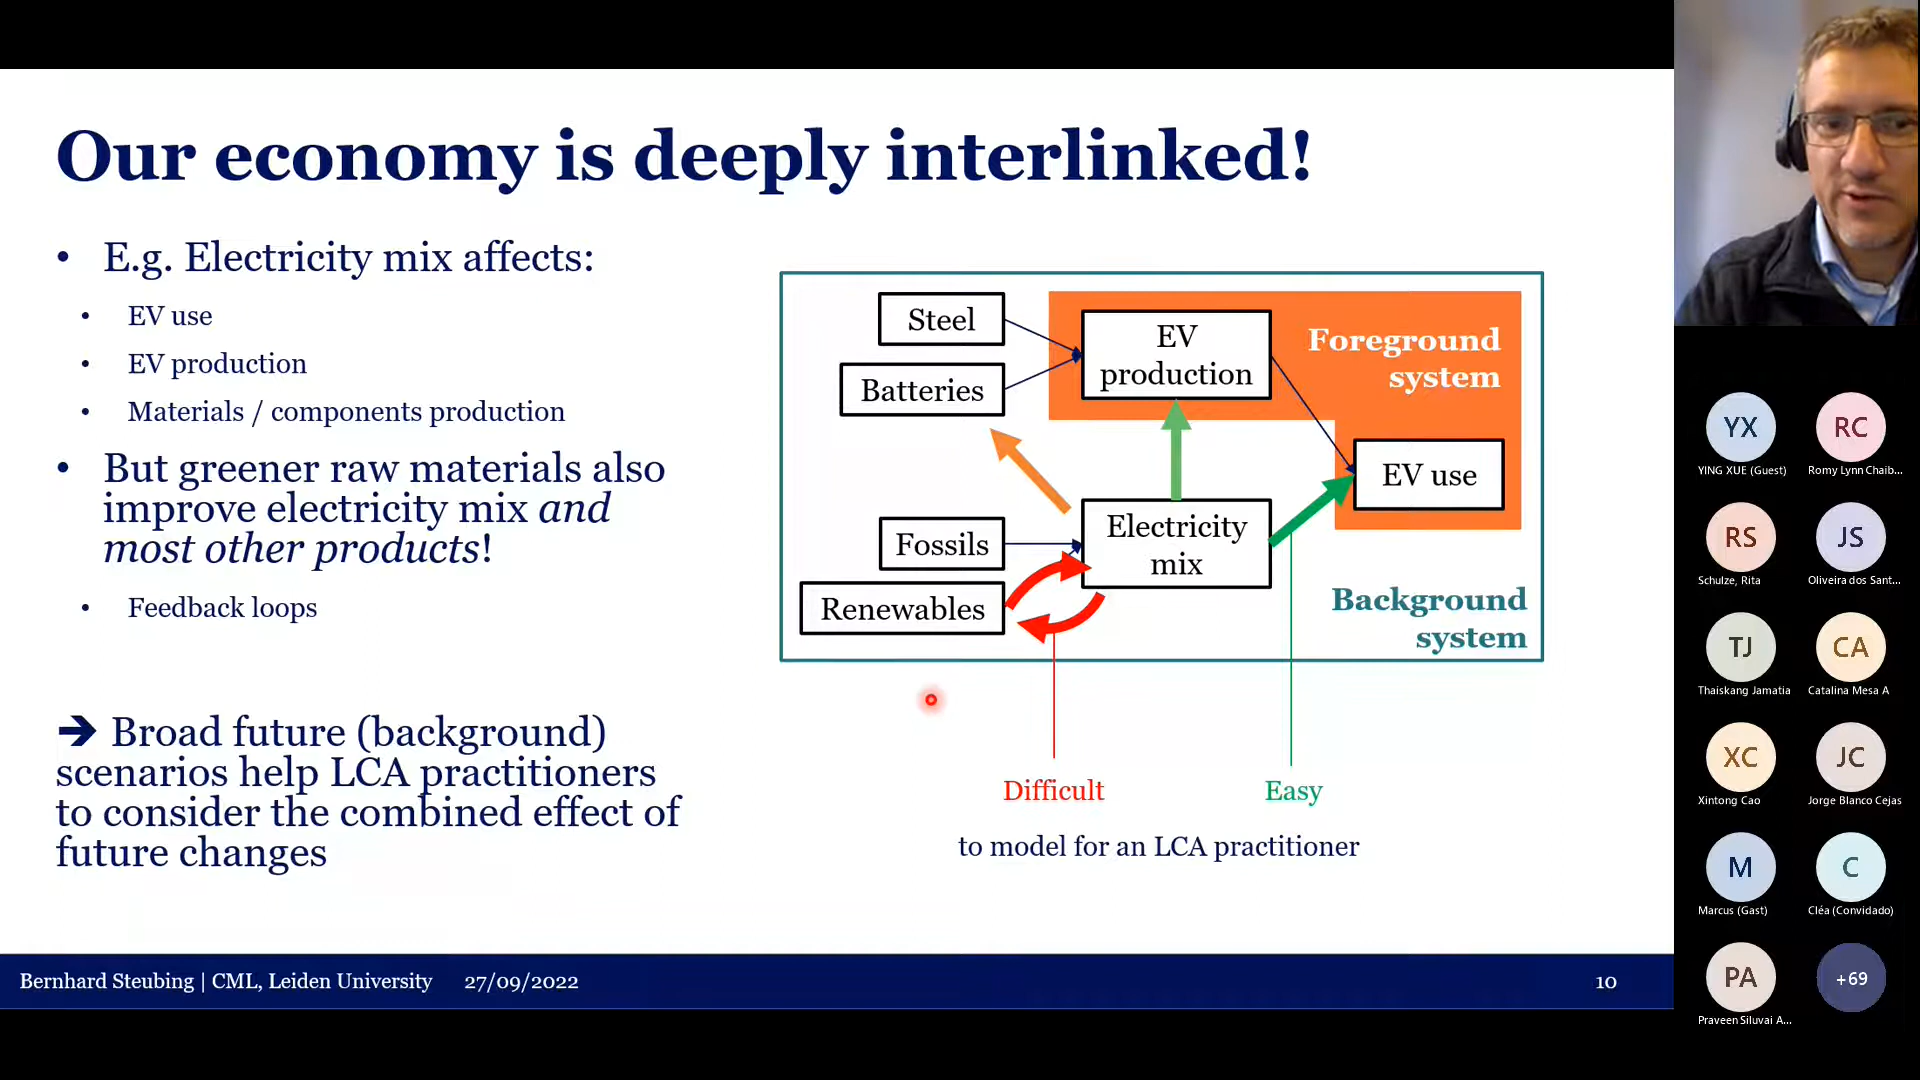 Our economy is deeply interlinked!
• E.g. Electricity mix affects:
• EV use
• EV production
• Materials / components production
• But greener raw materials also
improve electricity mix and
most other products!
• Feedback loops
➔ Broad future (background)
scenarios help LCA practitioners
to consider the combined effect of
future changes
Steel
Batteries
EV
production
Foreground
system
EV use
Fossils
Renewables
Electricity
mix
Background
system
Difficult
Easy
to model for an LCA practitioner
Bernhard Steubing | CML, Leiden University 27/09/2022
10
YX
YING XUE (Guest)
RC
Romy Lynn Chaib...
RS
Schulze, Rita
JS
Oliveira dos Sant...
TJ
Thaiskang Jamatia
CA
Catalina Mesa A
XC
Xintong Cao
JC
Jorge Blanco Cejas
M
Marcus (Gast)
C
Cléa (Convidado)
PA
Praveen Siluvai A...
+69